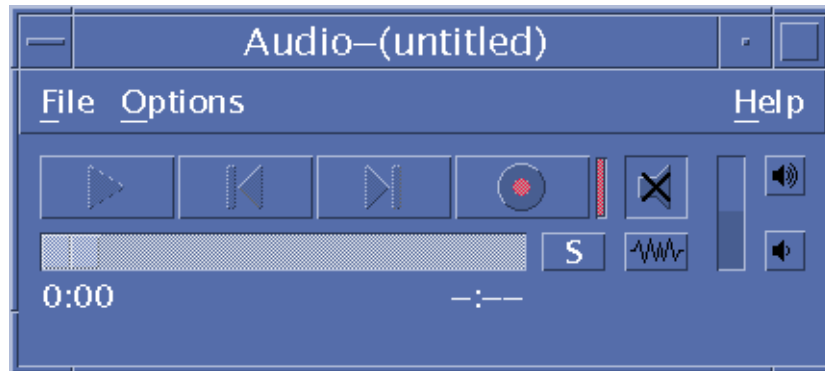 Audio–(untitled)
File Options Help
S
0:00 –:––